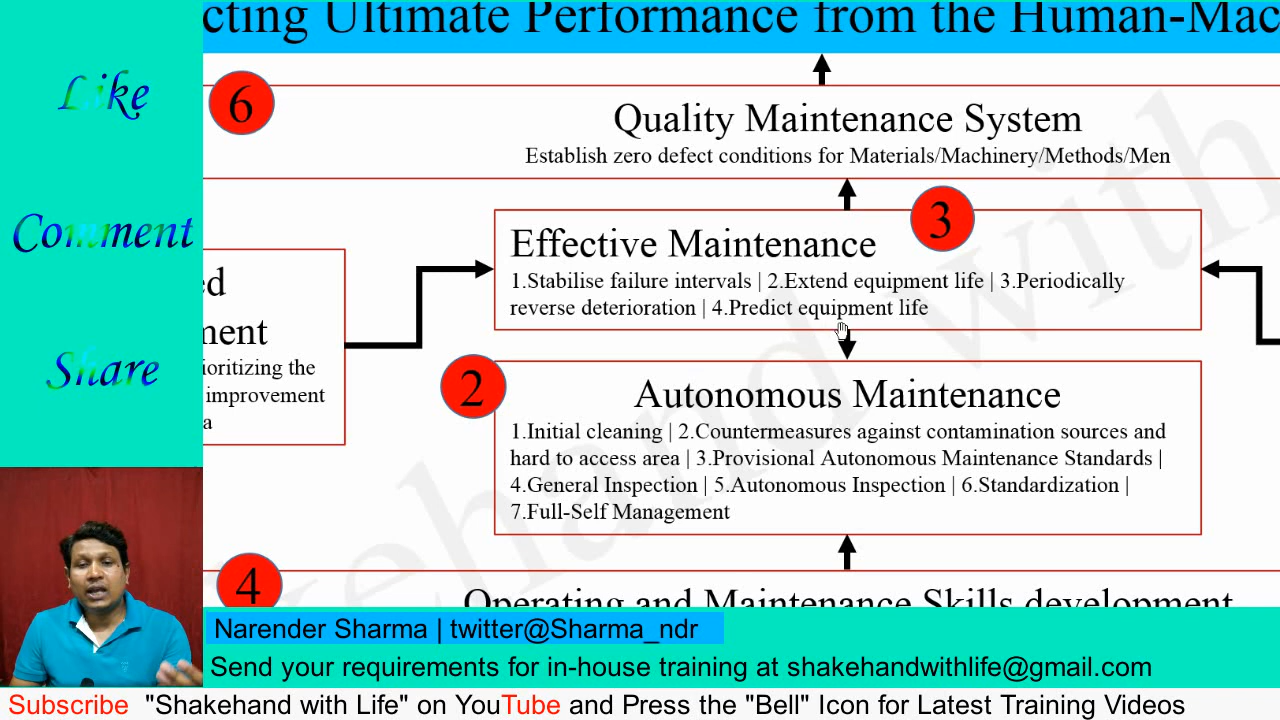 cting Ultimate Performance from the Human-Mac
Like
6
Quality Maintenance System
Establish zero defect conditions for Materials/Machinery/Methods/Men
Comment
3
Effective Maintenance
1.Stabilise failure intervals | 2.Extend equipment life | 3.Periodically
reverse deterioration | 4.Predict equipment life
ed
ment
ioritizing the
improvement
a
Share
2
Autonomous Maintenance
1.Initial cleaning | 2.Countermeasures against contamination sources and
hard to access area | 3.Provisional Autonomous Maintenance Standards |
4.General Inspection | 5.Autonomous Inspection | 6.Standardization |
7.Full-Self Management
4
Operating and Maintenance Skills development
Narender Sharma | twitter@Sharma_ndr
Send your requirements for in-house training at shakehandwithlife@gmail.com
Subscribe "Shakehand with Life" on YouTube and Press the "Bell" Icon for Latest Training Videos
kehand with